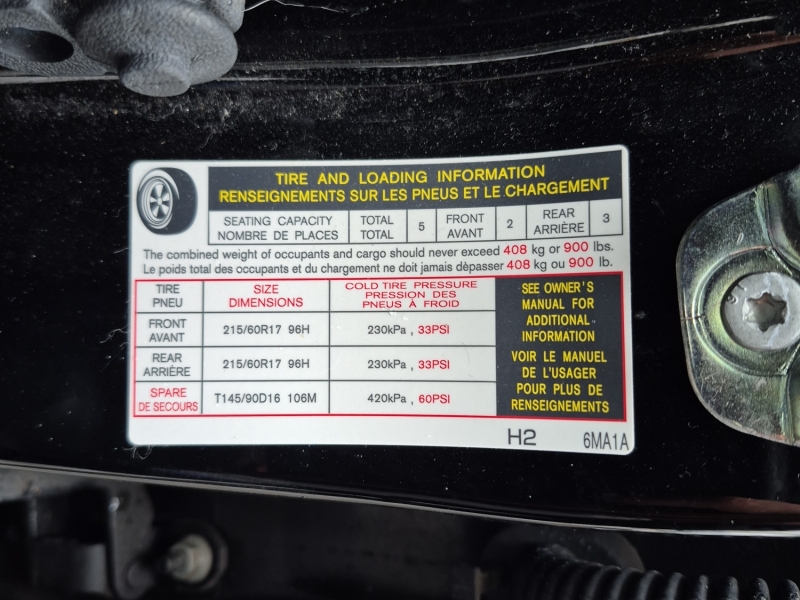 TIRE AND LOADING INFORMATION
RENSEIGNEMENTS SUR LES PNEUS ET LE CHARGEMENT
SEATING CAPACITY TOTAL 5 FRONT 2 REAR 3
NOMBRE DE PLACES TOTAL AVANT ARRIÈRE
The combined weight of occupants and cargo should never exceed 408 kg or 900 lbs.
Le poids total des occupants et du chargement ne doit jamais dépasser 408 kg ou 900 lb.
TIRE SIZE COLD TIRE PRESSURE
PNEU DIMENSIONS PRESSION DES
PNEUS À FROID
FRONT 215/60R17 96H 230kPa , 33PSI
AVANT
REAR 215/60R17 96H 230kPa , 33PSI
ARRIÈRE
SPARE T145/90D16 106M 420kPa , 60PSI
DE SECOURS
SEE OWNER'S
MANUAL FOR
ADDITIONAL
INFORMATION
VOIR LE MANUEL
DE L'USAGER
POUR PLUS DE
RENSEIGNEMENTS
H2 6MA1A